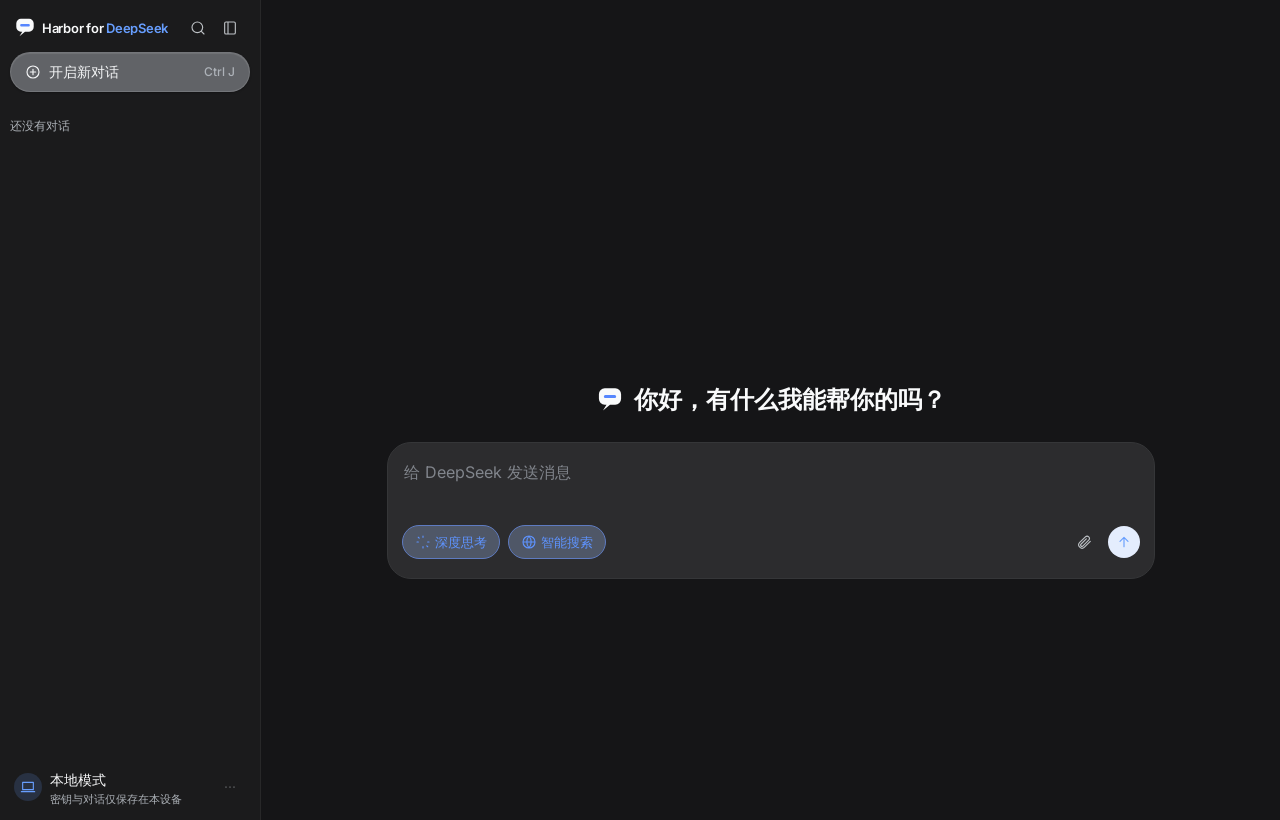 Harbor for DeepSeek
开启新对话 Ctrl J
还没有对话
你好，有什么我能帮你的吗？
给 DeepSeek 发送消息
深度思考 智能搜索
本地模式
密钥与对话仅保存在本设备